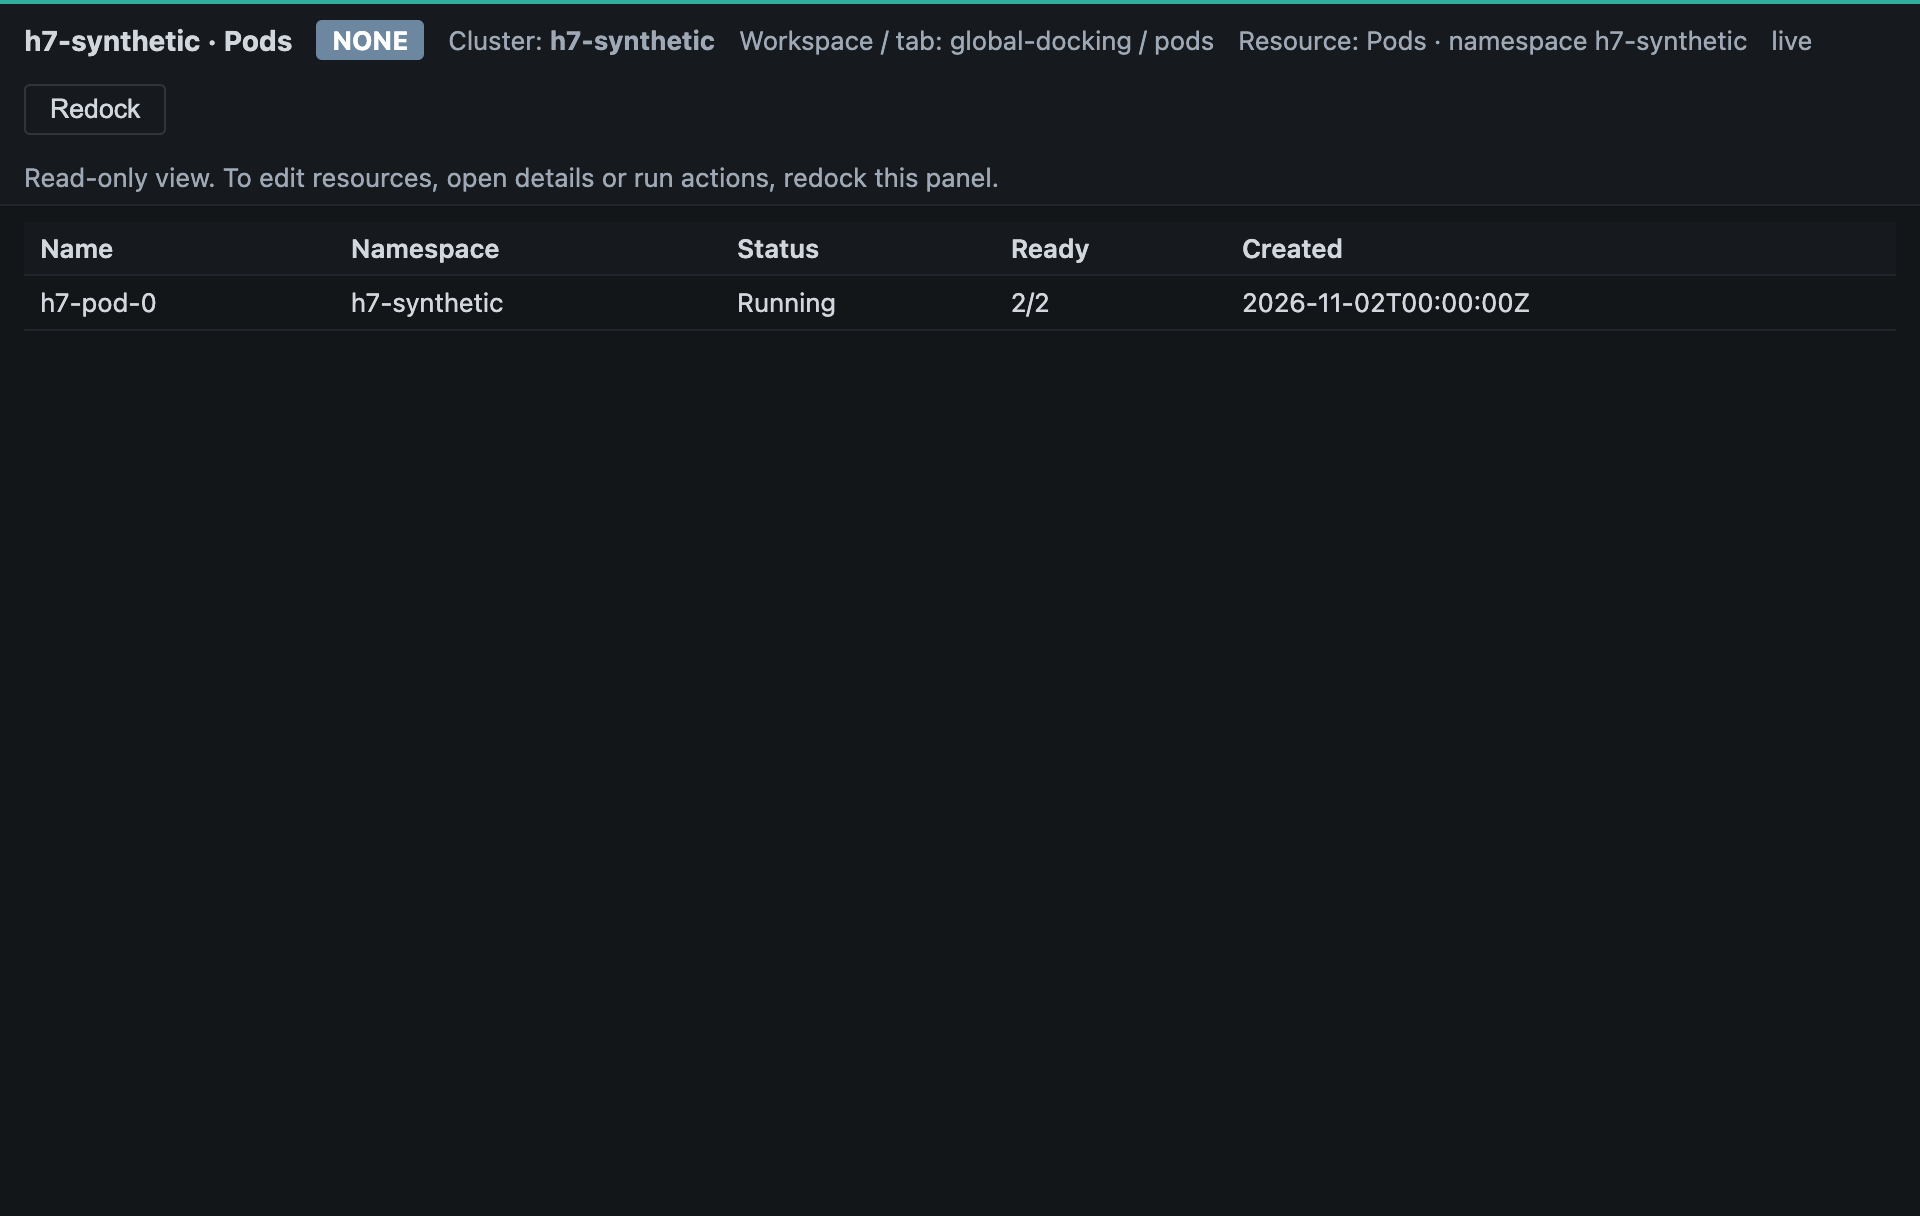 h7-synthetic · Pods NONE Cluster: h7-synthetic Workspace / tab: global-docking / pods Resource: Pods · namespace h7-synthetic live
Redock
Read-only view. To edit resources, open details or run actions, redock this panel.
Name Namespace Status Ready Created
h7-pod-0 h7-synthetic Running 2/2 2026-11-02T00:00:00Z